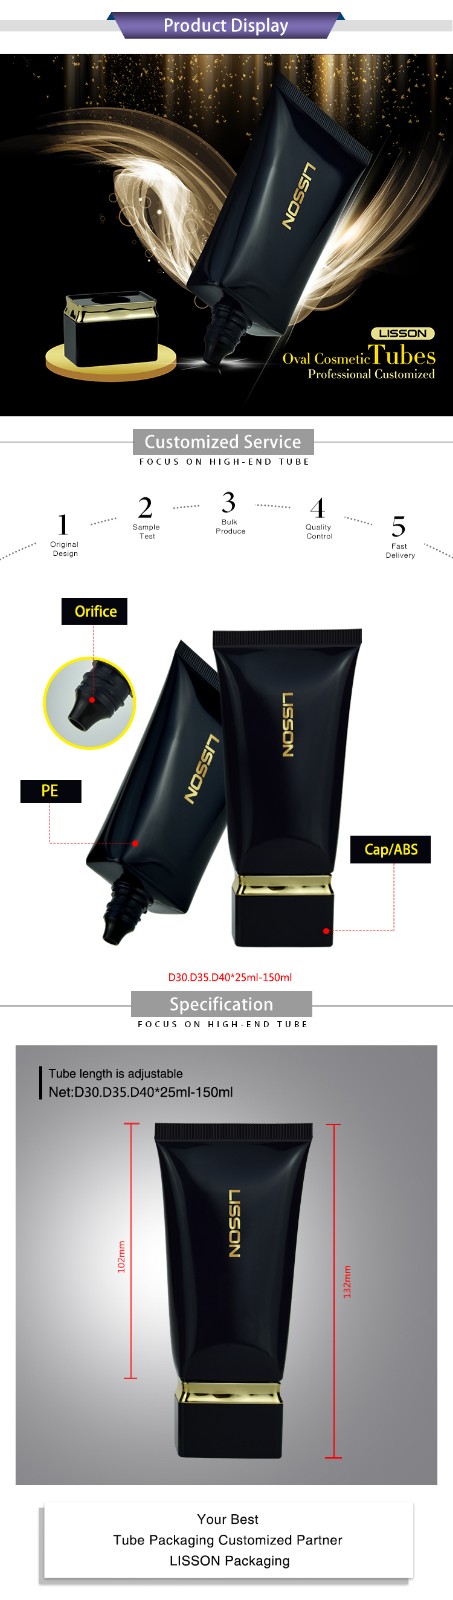 Product Display
LISSON
LISSON
Oval Cosmetic Tubes
Professional Customized
Customized Service
FOCUS ON HIGH-END TUBE
1
Original
Design
2
Sample
Test
3
Bulk
Produce
4
Quality
Control
5
Fast
Delivery
Orifice
LISSON
LISSON
PE
Cap/ABS
D30.D35.D40*25ml-150ml
Specification
FOCUS ON HIGH-END TUBE
Tube length is adjustable
Net:D30.D35.D40*25ml-150ml
LISSON
102mm
132mm
Your Best
Tube Packaging Customized Partner
LISSON Packaging